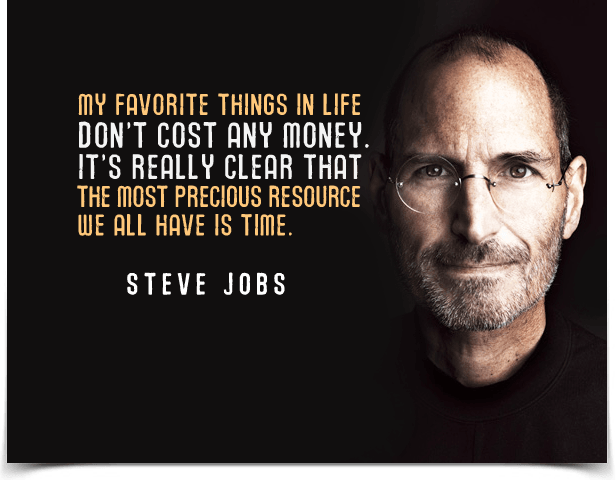 MY FAVORITE THINGS IN LIFE
DON'T COST ANY MONEY.
IT'S REALLY CLEAR THAT
THE MOST PRECIOUS RESOURCE
WE ALL HAVE IS TIME.
STEVE JOBS